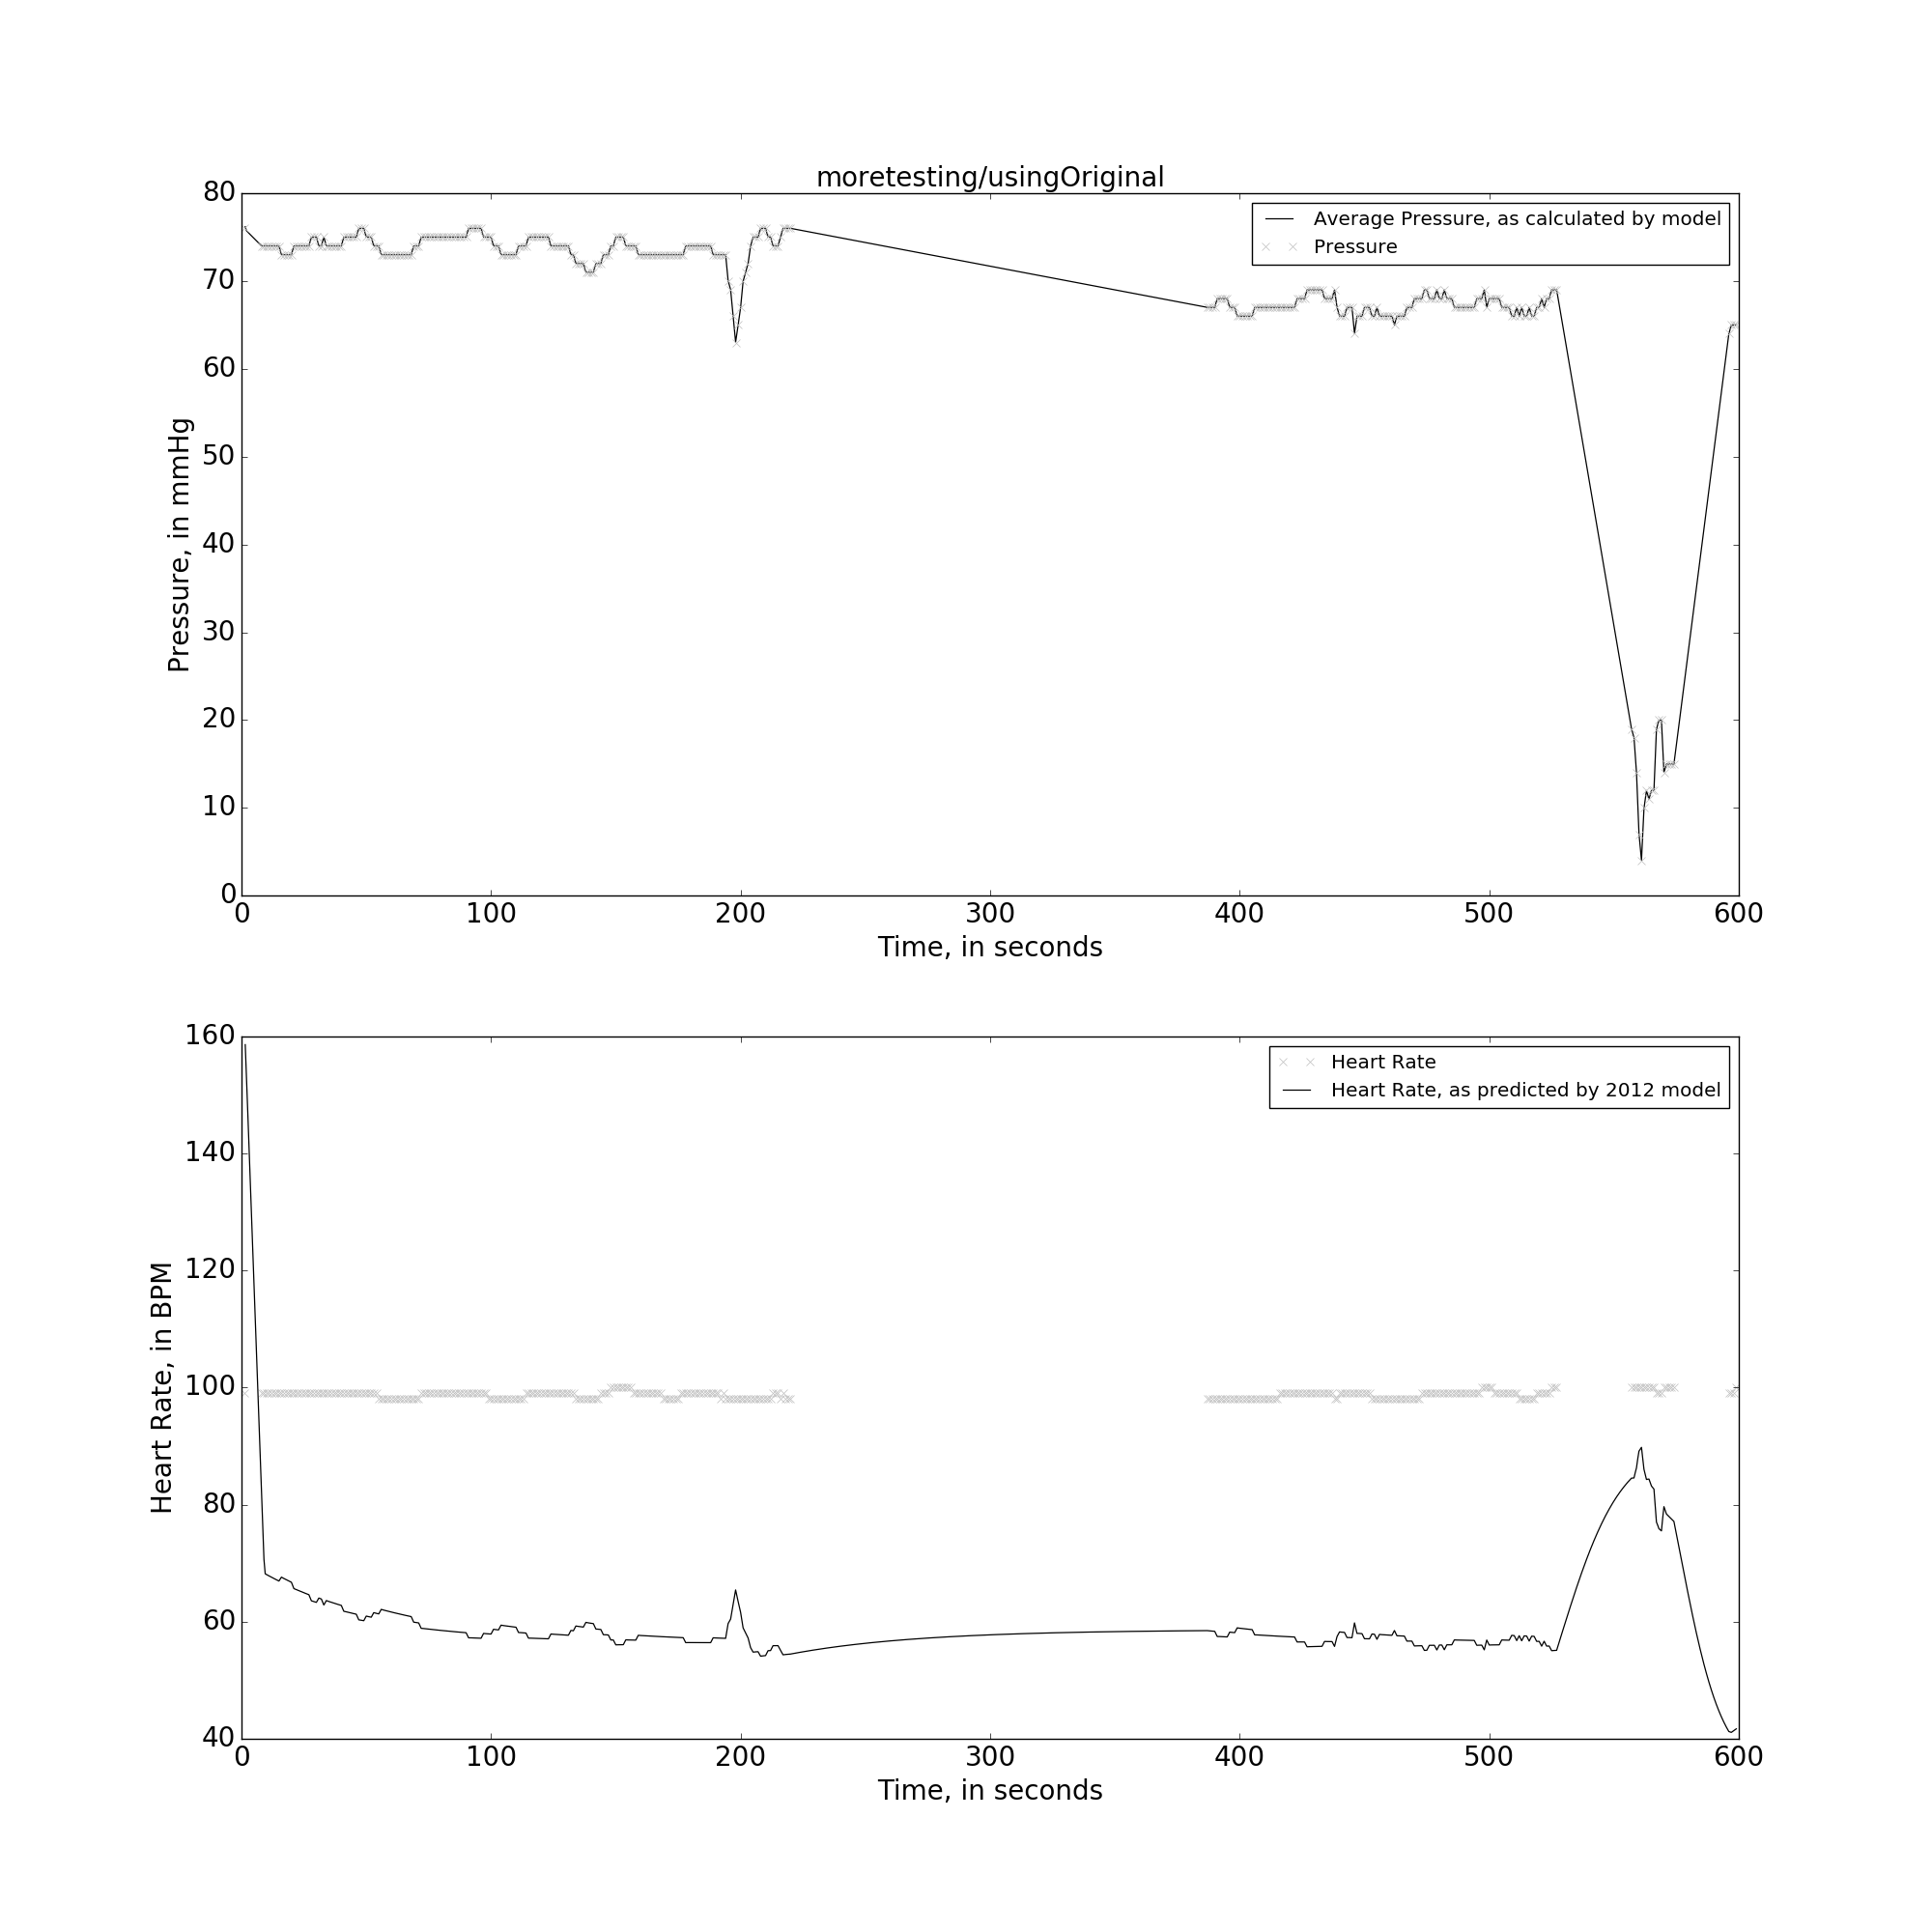 moretesting/usingOriginal
80
70
60
50
40
30
20
10
0
Pressure, in mmHg
Average Pressure, as calculated by model
Pressure
0 100 200 300 400 500 600
Time, in seconds
160
140
120
100
80
60
40
Heart Rate, in BPM
Heart Rate
Heart Rate, as predicted by 2012 model
0 100 200 300 400 500 600
Time, in seconds